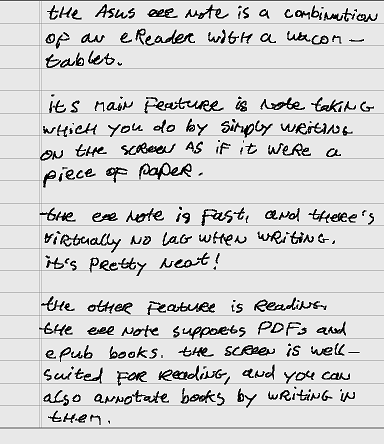 the Asus eee Note is a combination
of an eReader with a wacom-
tablet.
its main Feature is Note taking
which you do by simply writing
on the screen as if it were a
piece of paper.
the eee Note is Fast, and there's
virtually no lag when writing.
it's pretty neat!
the other Feature is reading.
the eee Note supports PDFs and
ePub books. the screen is well-
suited for reading, and you can
also annotate books by writing in
them.